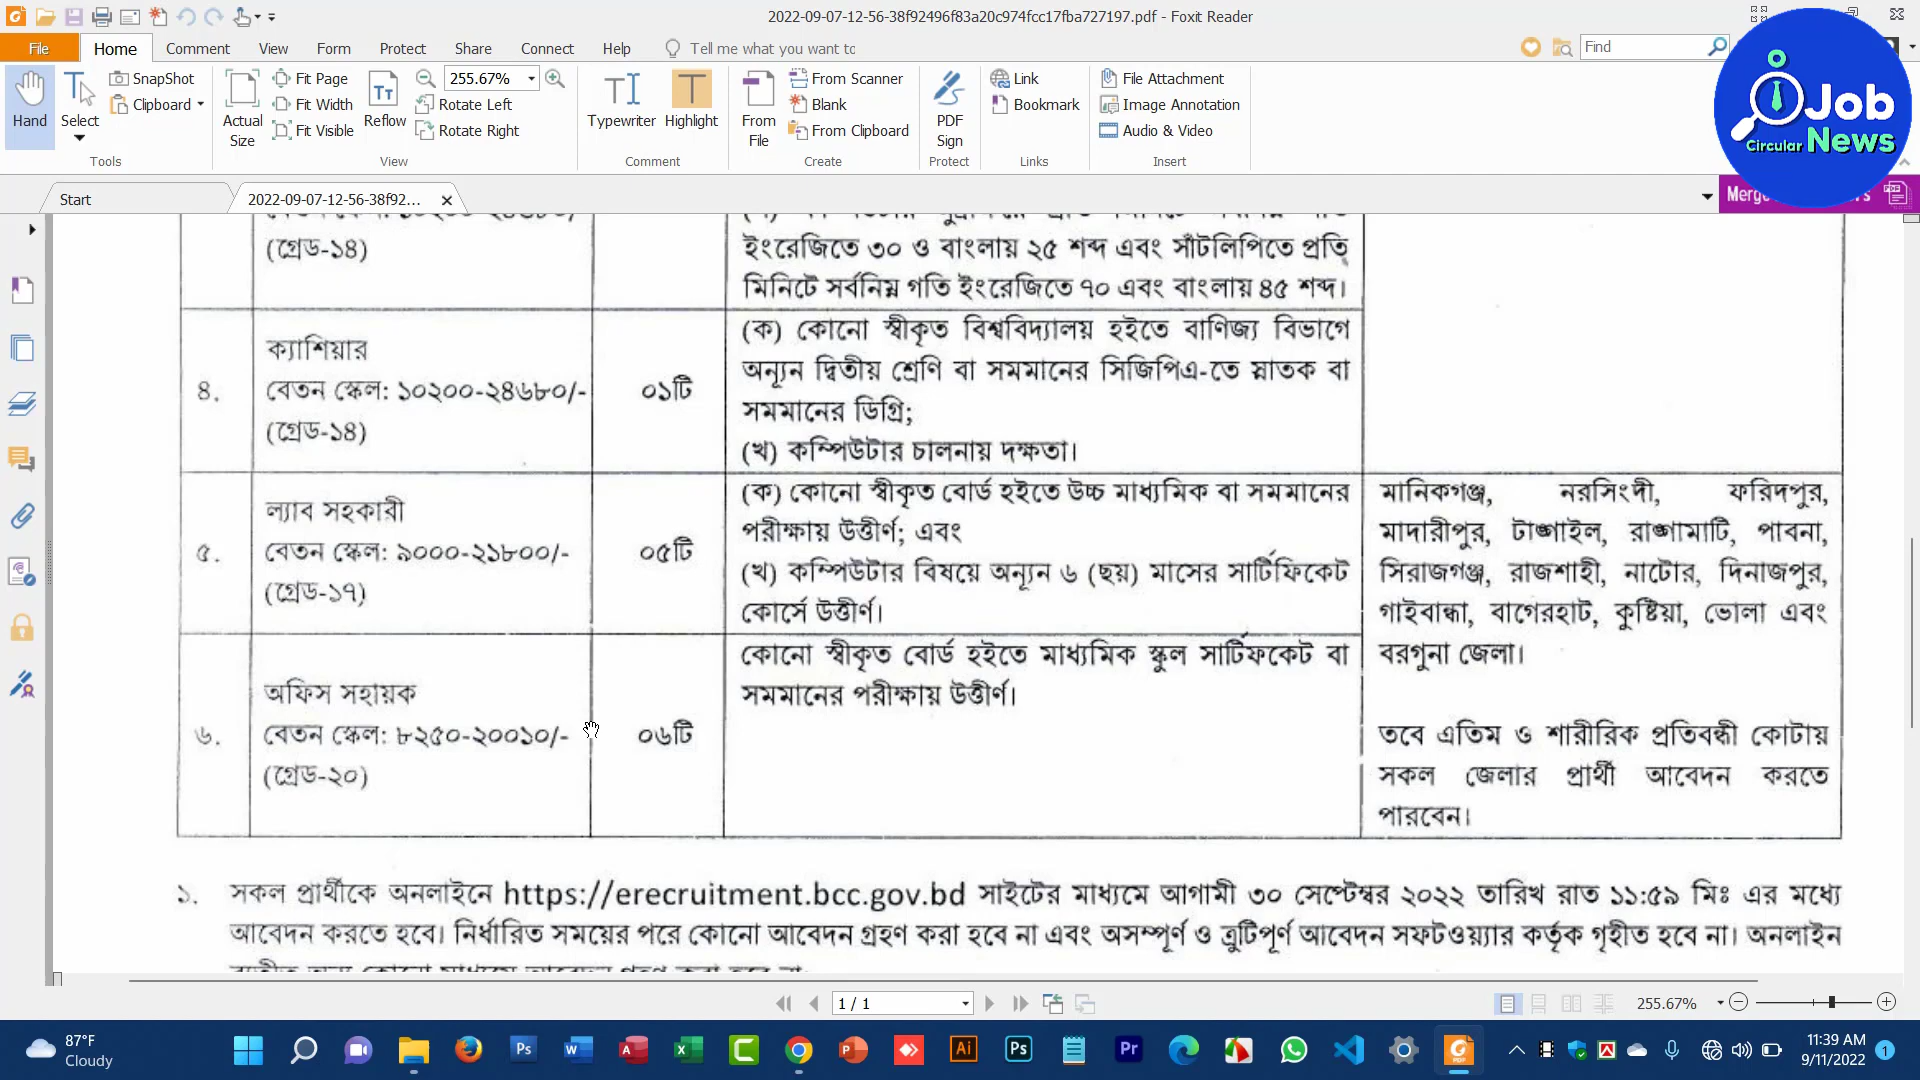 2022-09-07-12-56-38f92496f83a20c974fcc17fba727197.pdf - Foxit Reader
File Home Comment View Form Protect Share Connect Help Tell me what you want to Find
Hand Select SnapShot Clipboard
Actual Size Fit Page Fit Width Fit Visible Reflow 255.67% Rotate Left Rotate Right
Typewriter Highlight
From File From Scanner Blank From Clipboard
PDF Sign
Link Bookmark
File Attachment Image Annotation Audio & Video
Tools View Comment Create Protect Links Insert
Job
Circular News
Start 2022-09-07-12-56-38f92...
(গ্রেড-১৪)
ইংরেজিতে ৩০ ও বাংলায় ২৫ শব্দ এবং সাঁটলিপিতে প্রতি
মিনিটে সর্বনিম্ন গতি ইংরেজিতে ৭০ এবং বাংলায় ৪৫ শব্দ।
৪.
ক্যাশিয়ার
বেতন স্কেল: ১০২০০-২৪৬৮০/-
(গ্রেড-১৪)
০১টি
(ক) কোনো স্বীকৃত বিশ্ববিদ্যালয় হইতে বাণিজ্য বিভাগে
অন্যূন দ্বিতীয় শ্রেণি বা সমমানের সিজিপিএ-তে স্নাতক বা
সমমানের ডিগ্রি;
(খ) কম্পিউটার চালনায় দক্ষতা।
৫.
ল্যাব সহকারী
বেতন স্কেল: ৯০০০-২১৮০০/-
(গ্রেড-১৭)
০৫টি
(ক) কোনো স্বীকৃত বোর্ড হইতে উচ্চ মাধ্যমিক বা সমমানের
পরীক্ষায় উত্তীর্ণ; এবং
(খ) কম্পিউটার বিষয়ে অন্যূন ৬ (ছয়) মাসের সার্টিফিকেট
কোর্সে উত্তীর্ণ।
মানিকগঞ্জ, নরসিংদী, ফরিদপুর,
মাদারীপুর, টাঙ্গাইল, রাঙ্গামাটি, পাবনা,
সিরাজগঞ্জ, রাজশাহী, নাটোর, দিনাজপুর,
গাইবান্ধা, বাগেরহাট, কুষ্টিয়া, ভোলা এবং
বরগুনা জেলা।
তবে এতিম ও শারীরিক প্রতিবন্ধী কোটায়
সকল জেলার প্রার্থী আবেদন করতে
পারবেন।
৬.
অফিস সহায়ক
বেতন স্কেল: ৮২৫০-২০০১০/-
(গ্রেড-২০)
০৬টি
কোনো স্বীকৃত বোর্ড হইতে মাধ্যমিক স্কুল সার্টিফকেট বা
সমমানের পরীক্ষায় উত্তীর্ণ।
১. সকল প্রার্থীকে অনলাইনে https://erecruitment.bcc.gov.bd সাইটের মাধ্যমে আগামী ৩০ সেপ্টেম্বর ২০২২ তারিখ রাত ১১:৫৯ মিঃ এর মধ্যে
আবেদন করতে হবে। নির্ধারিত সময়ের পরে কোনো আবেদন গ্রহণ করা হবে না এবং অসম্পূর্ণ ও ত্রুটিপূর্ণ আবেদন সফটওয়্যার কর্তৃক গৃহীত হবে না। অনলাইন
1 / 1 255.67%
87°F
Cloudy
11:39 AM
9/11/2022